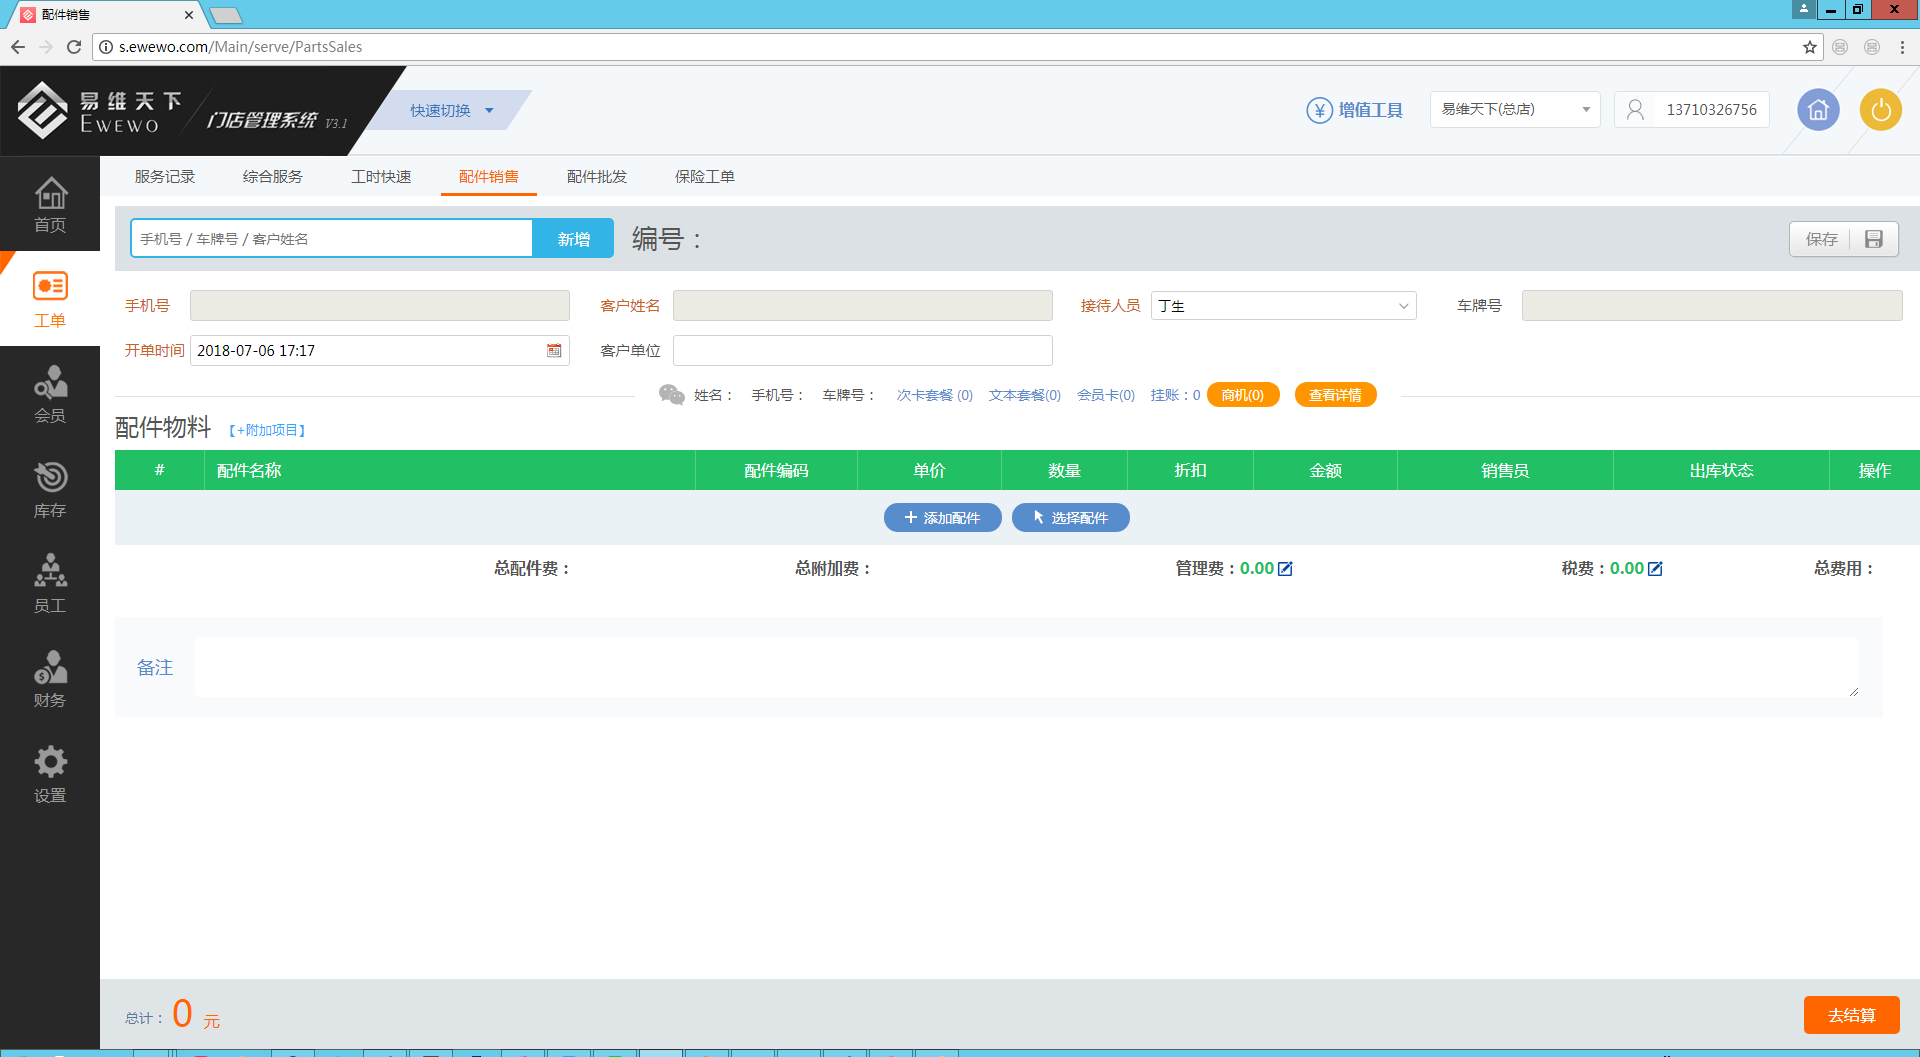 配件销售
s.ewewo.com/Main/serve/PartsSales
易维天下
EWEWO
门店管理系统 V3.1
快速切换
增值工具
易维天下(总店)
13710326756
服务记录 综合服务 工时快速 配件销售 配件批发 保险工单
首页
工单
会员
库存
员工
财务
设置
手机号 / 车牌号 / 客户姓名
新增
编号：
保存
手机号 客户姓名 接待人员 丁生 车牌号
开单时间 2018-07-06 17:17 客户单位
姓名： 手机号： 车牌号： 次卡套餐 (0) 文本套餐(0) 会员卡(0) 挂账：0 商机(0) 查看详情
配件物料 【+附加项目】
# 配件名称 配件编码 单价 数量 折扣 金额 销售员 出库状态 操作
添加配件 选择配件
总配件费： 总附加费： 管理费：0.00 税费：0.00 总费用：
备注
总计： 0 元
去结算